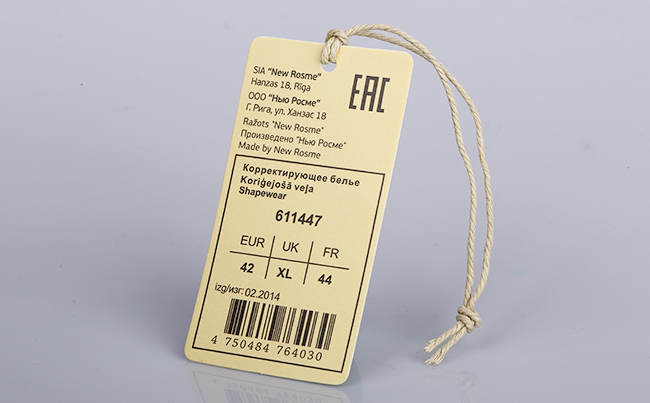 SIA "New Rosme"
Hanzas 18, Rīga
EAC
ООО "Нью Росме"
Г. Рига, ул. Ханзас 18
Ražots "New Rosme"
Произведено "Нью Росме"
Made by New Rosme
Корректирующее белье
Koriģejošā veļa
Shapewear
611447
EUR UK FR
42 XL 44
izg/изг: 02.2014
4 750484 764030